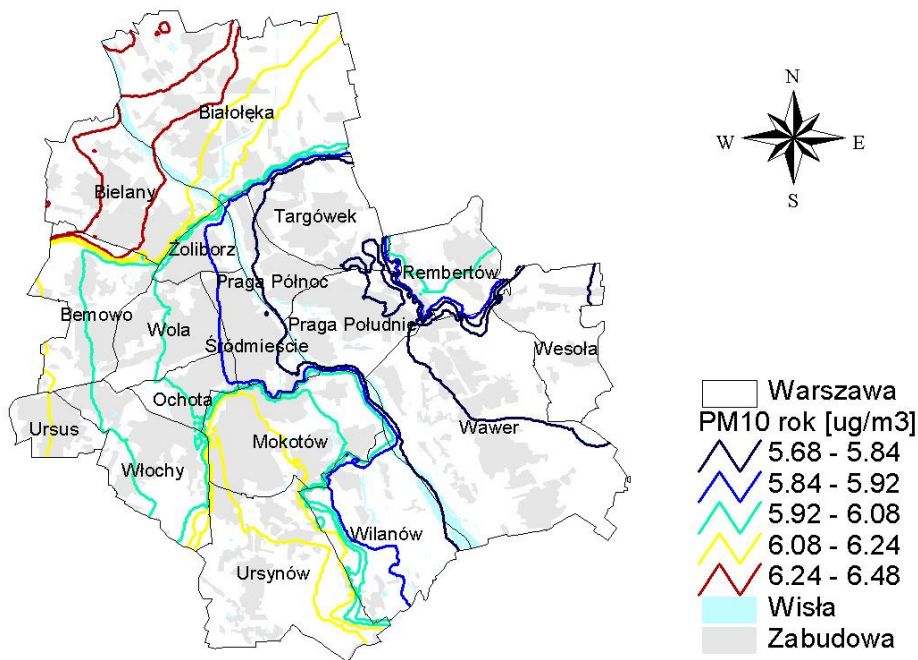 Białołęka
Bielany
Targówek
Żoliborz
Rembertów
Praga Północ
Bemowo
Wola
Praga Południe
Śródmieście
Wesoła
Ochota
Ursus
Mokotów
Wawer
Włochy
Wilanów
Ursynów
N
W E
S
Warszawa
PM10 rok [ug/m3]
5.68 - 5.84
5.84 - 5.92
5.92 - 6.08
6.08 - 6.24
6.24 - 6.48
Wisła
Zabudowa